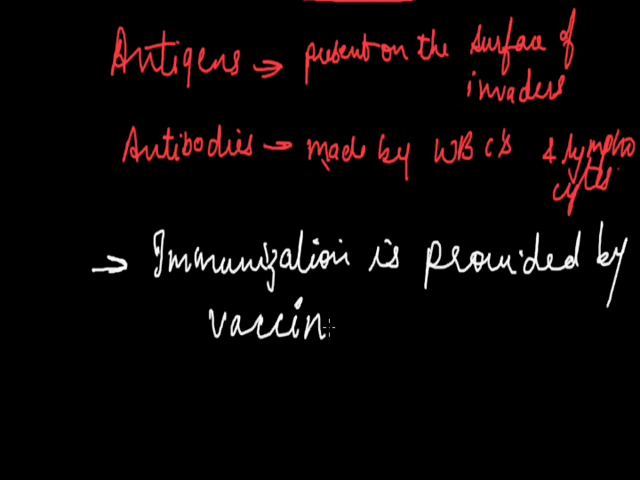 Antigens → present on the surface of
invaders
Antibodies → made by WBC's & lympho
cytes
→ Immunization is provided by
vaccin